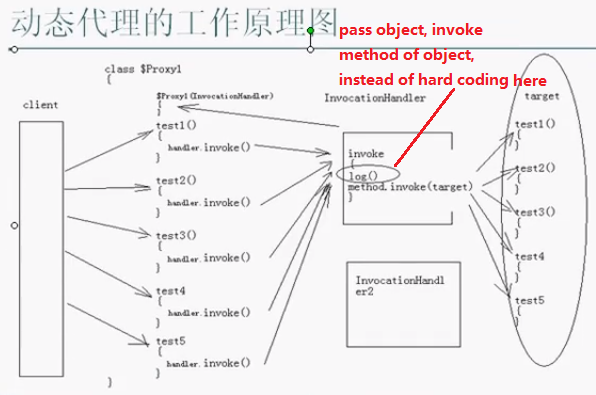 动态代理的工作原理图
pass object, invoke
method of object,
instead of hard coding here
class $Proxy1
{
client
$Proxy1(InvocationHandler)
{
}
test1()
{
handler.invoke()
}
test2()
{
handler.invoke()
}
test3()
{
handler.invoke()
}
test4
{
handler.invoke()
}
test5
{
handler.invoke()
}
}
InvocationHandler
invoke
{
log()
method.invoke(target)
}
InvocationHandl
er2
target
test1()
{
}
test2()
{
}
test3()
{
}
test4
{
}
test5
{
}